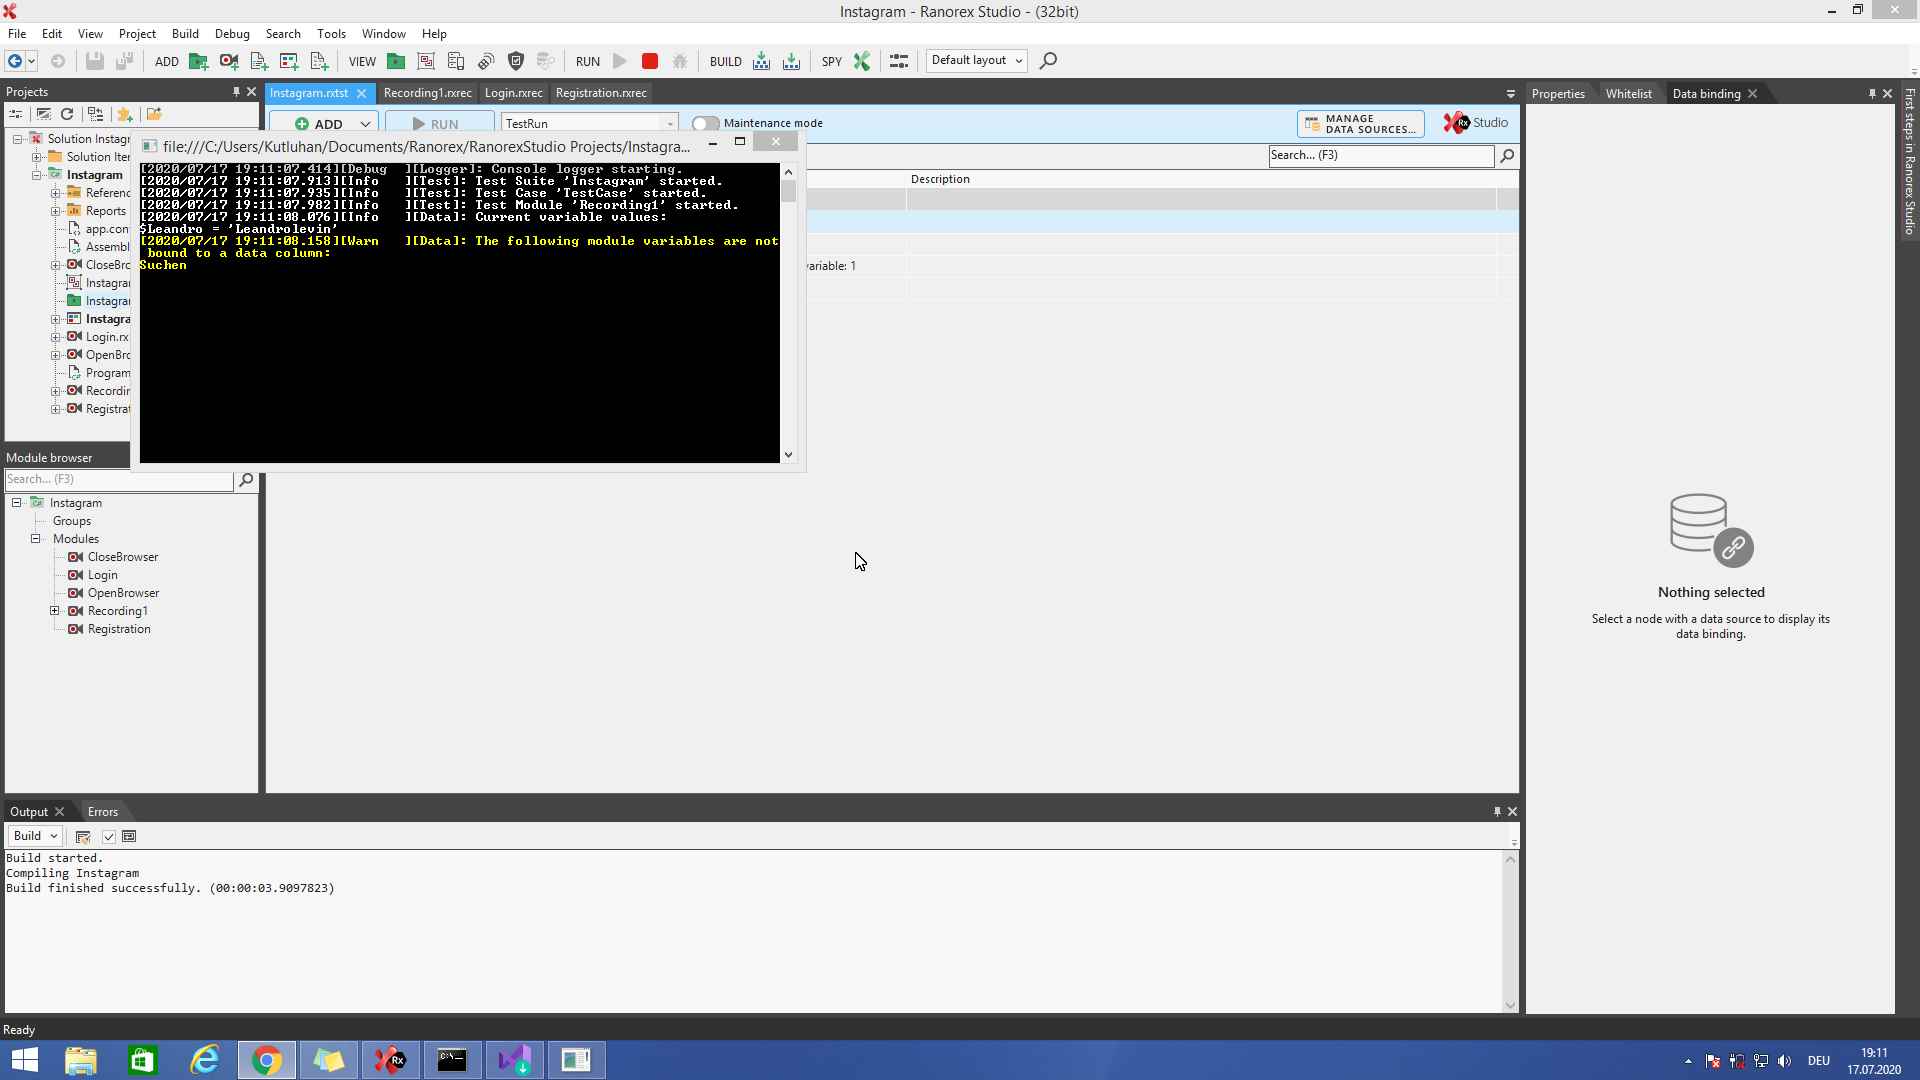 Instagram - Ranorex Studio - (32bit)
File Edit View Project Build Debug Search Tools Window Help
ADD VIEW RUN BUILD SPY Default layout
Projects
Solution Instagr
Solution Iter
Instagram
Referenc
Reports
app.con
Assembl
CloseBro
Instagrar
Instagrar
Instagra
Login.rx
OpenBro
Program
Recordir
Registrat
Instagram.rxtst Recording1.rxrec Login.rxrec Registration.rxrec
ADD RUN TestRun Maintenance mode
MANAGE
DATA SOURCES...
Rx Studio
Search... (F3)
Description
ariable: 1
file:///C:/Users/Kutluhan/Documents/Ranorex/RanorexStudio Projects/Instagra...
[2020/07/17 19:11:07.414][Debug ][Logger]: Console logger starting.
[2020/07/17 19:11:07.913][Info ][Test]: Test Suite 'Instagram' started.
[2020/07/17 19:11:07.935][Info ][Test]: Test Case 'TestCase' started.
[2020/07/17 19:11:07.982][Info ][Test]: Test Module 'Recording1' started.
[2020/07/17 19:11:08.076][Info ][Data]: Current variable values:
$Leandro = 'Leandrolevin'
[2020/07/17 19:11:08.158][Warn ][Data]: The following module variables are not
bound to a data column:
Suchen
Module browser
Search... (F3)
Instagram
Groups
Modules
CloseBrowser
Login
OpenBrowser
Recording1
Registration
Properties Whitelist Data binding
Nothing selected
Select a node with a data source to display its
data binding.
First steps in Ranorex Studio
Output Errors
Build
Build started.
Compiling Instagram
Build finished successfully. (00:00:03.9097823)
Ready
Rx
C:\.
DEU
19:11
17.07.2020